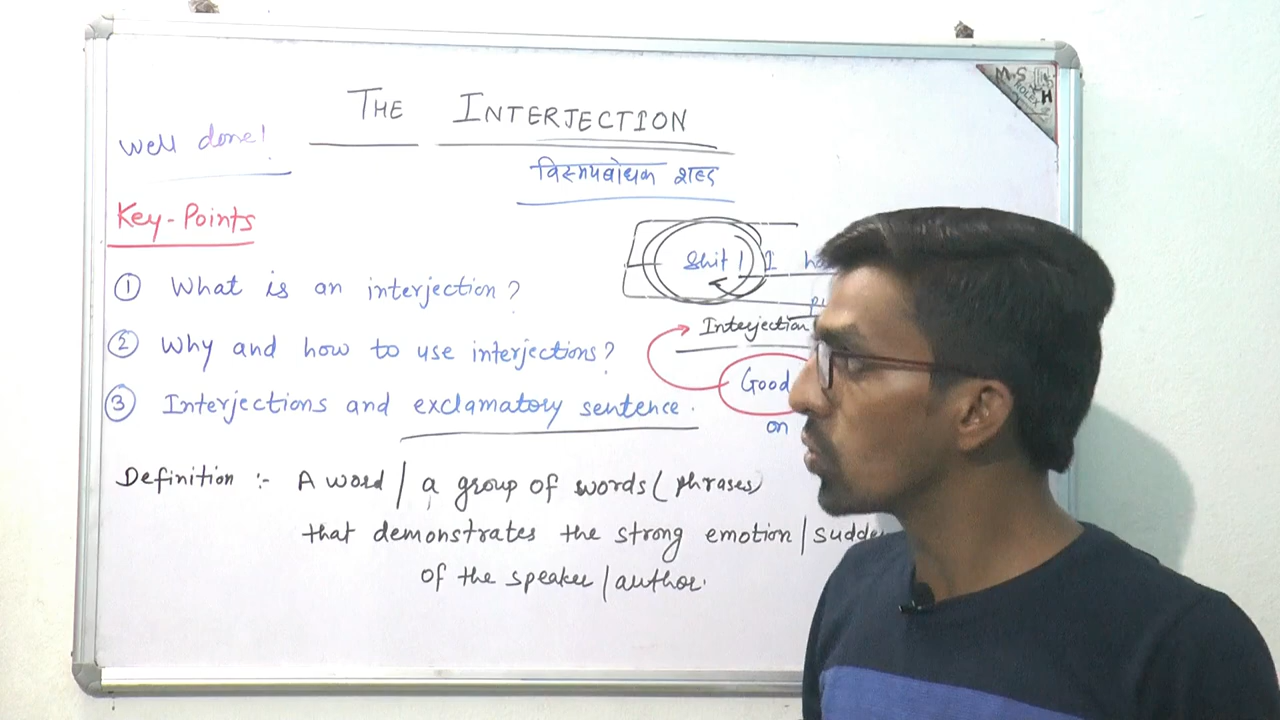 THE INTERJECTION
Well done!
विस्मयबोधक शब्द
Key-Points
Shit! I
① What is an interjection?
Interjection
② Why and how to use interjections?
Good
③ Interjections and exclamatory sentence.
on
Definition :- A word / a group of words (phrases)
that demonstrates the strong emotion /
of the speaker / author.